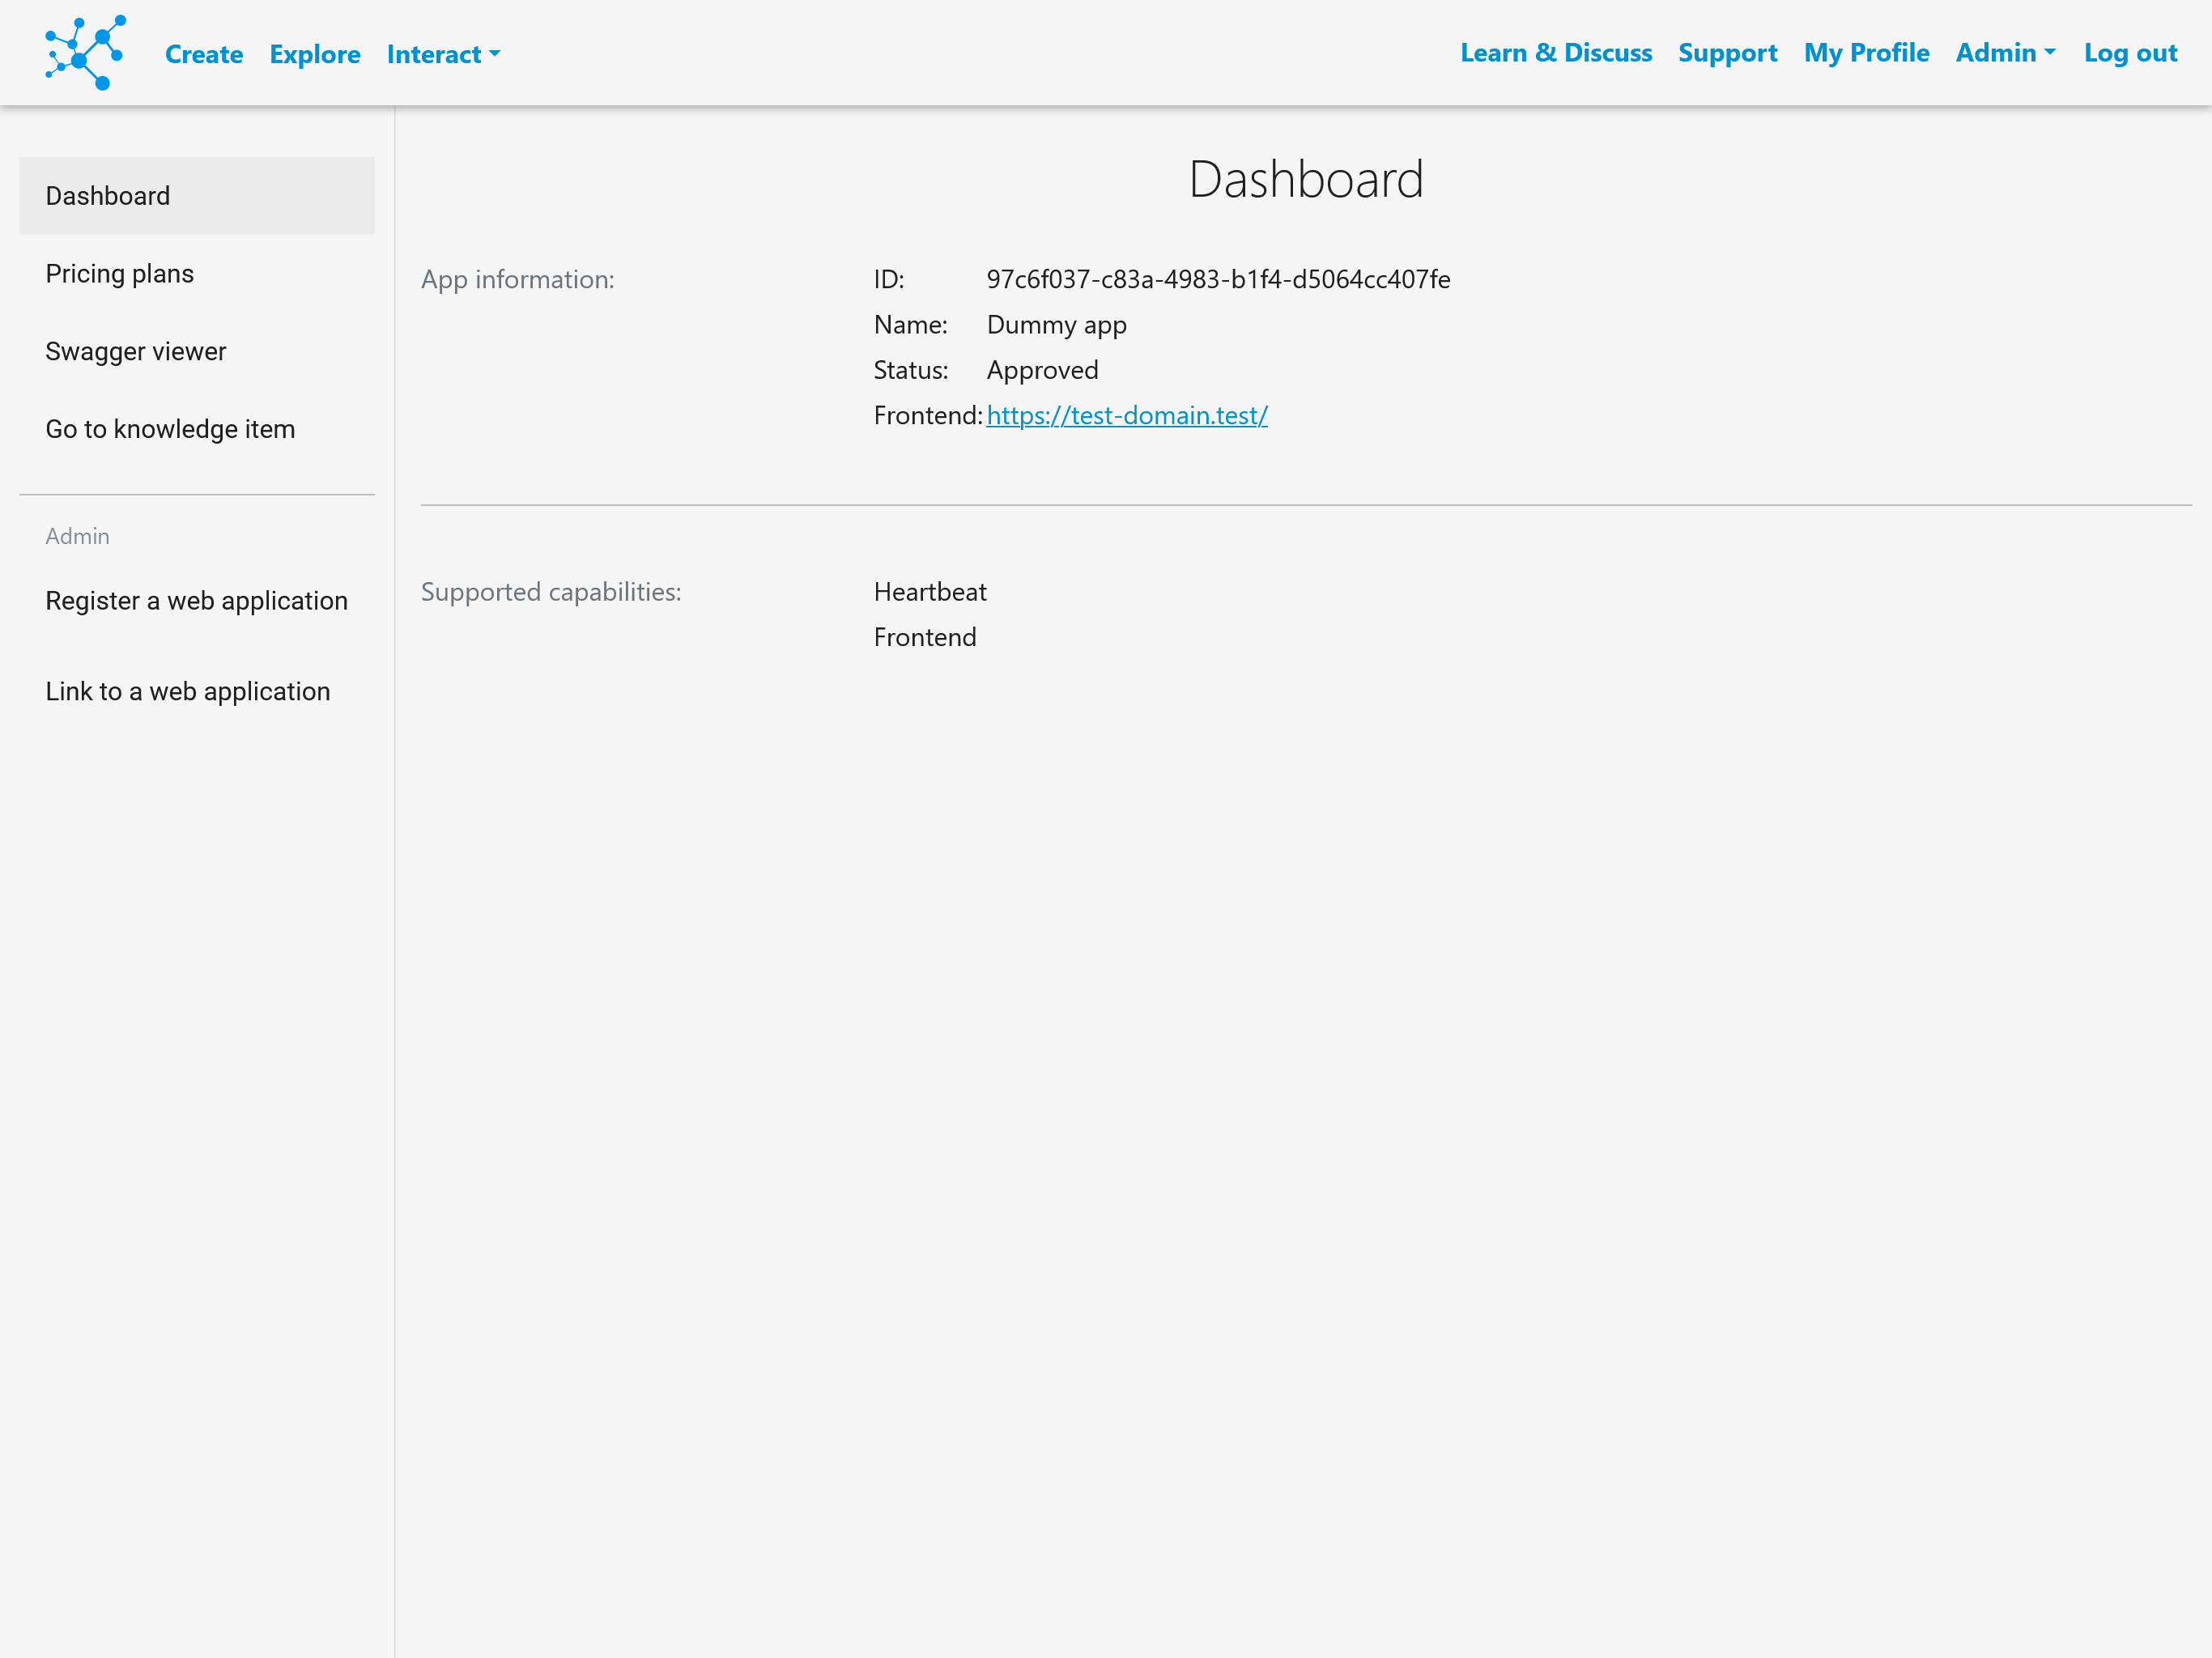 Create Explore Interact
Learn & Discuss Support My Profile Admin Log out
Dashboard
Pricing plans
Swagger viewer
Go to knowledge item
Admin
Register a web application
Link to a web application
Dashboard
App information:
ID: 97c6f037-c83a-4983-b1f4-d5064cc407fe
Name: Dummy app
Status: Approved
Frontend: https://test-domain.test/
Supported capabilities:
Heartbeat
Frontend